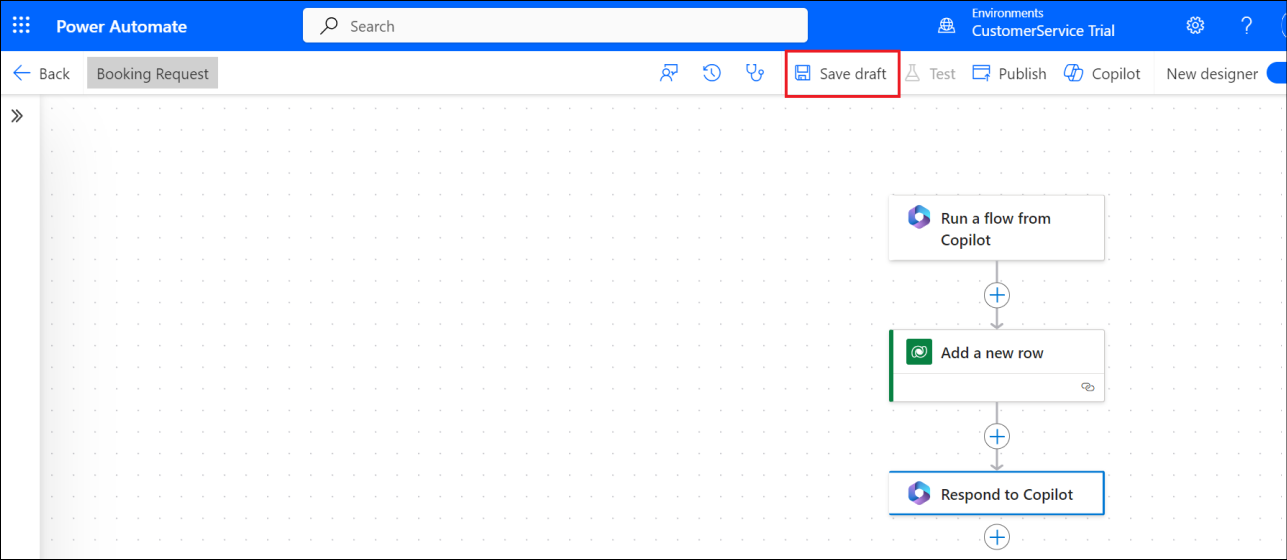 Power Automate
Search
Environments
CustomerService Trial
?
Back
Booking Request
Save draft
Test
Publish
Copilot
New designer
Run a flow from
Copilot
Add a new row
Respond to Copilot